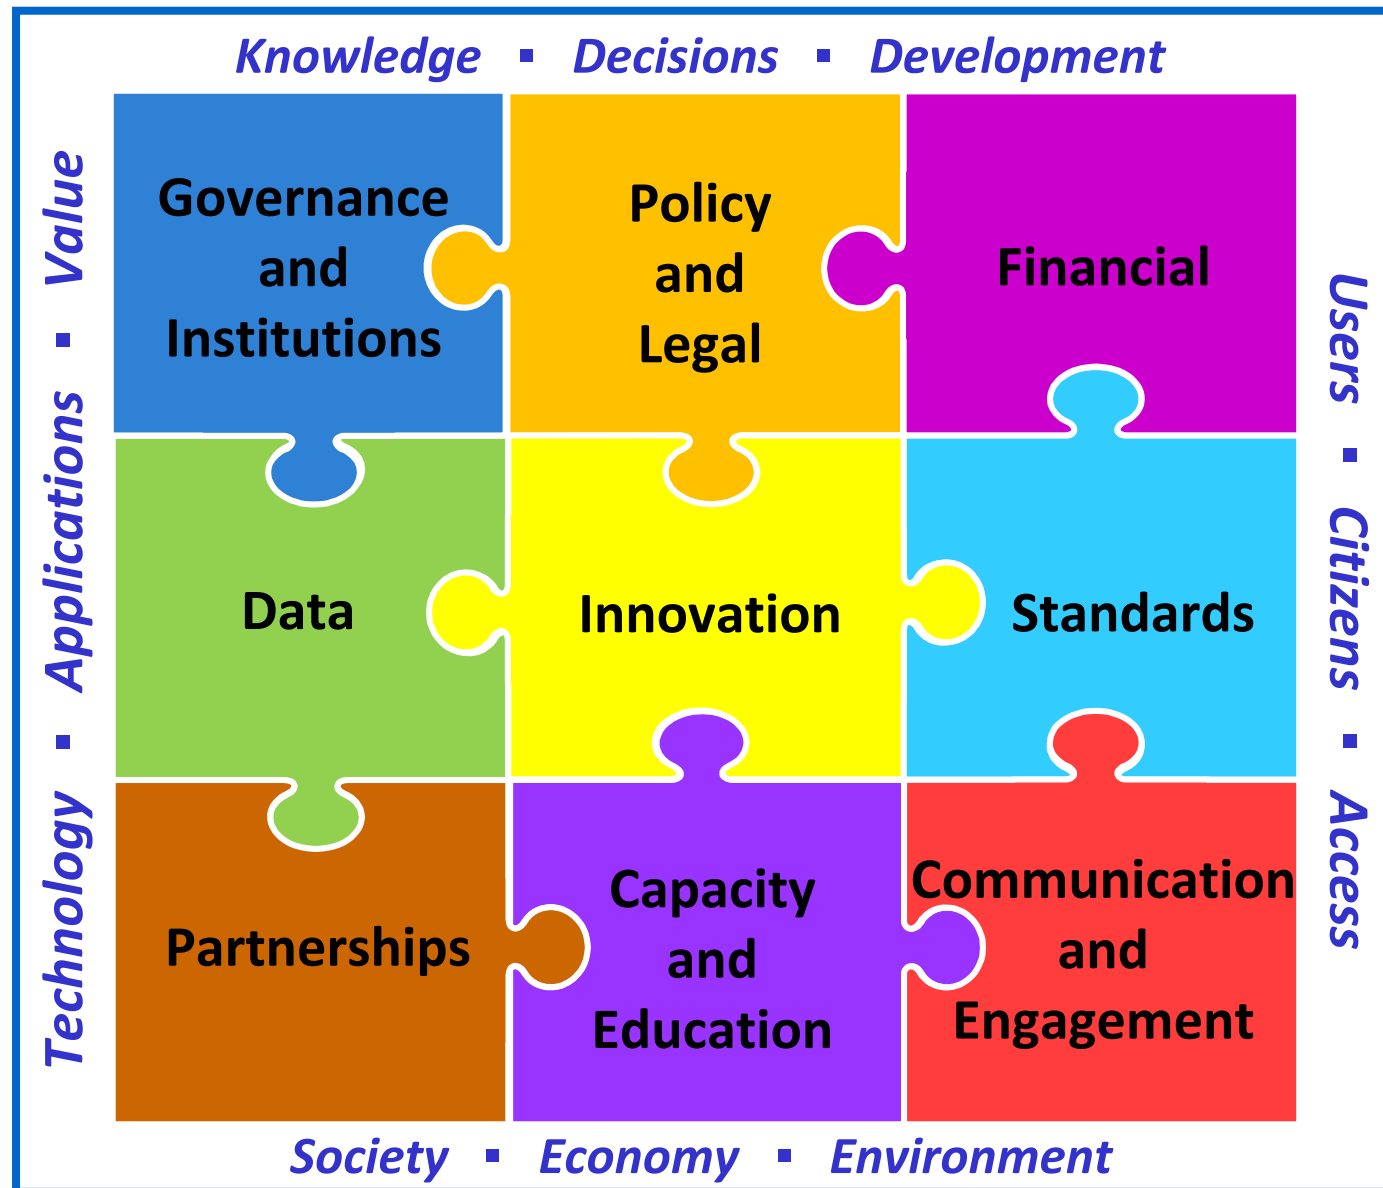 Knowledge ▪ Decisions ▪ Development
Technology ▪ Applications ▪ Value
Governance
and
Institutions
Policy
and
Legal
Financial
Data
Innovation
Standards
Partnerships
Capacity
and
Education
Communication
and
Engagement
Users ▪ Citizens ▪ Access
Society ▪ Economy ▪ Environment